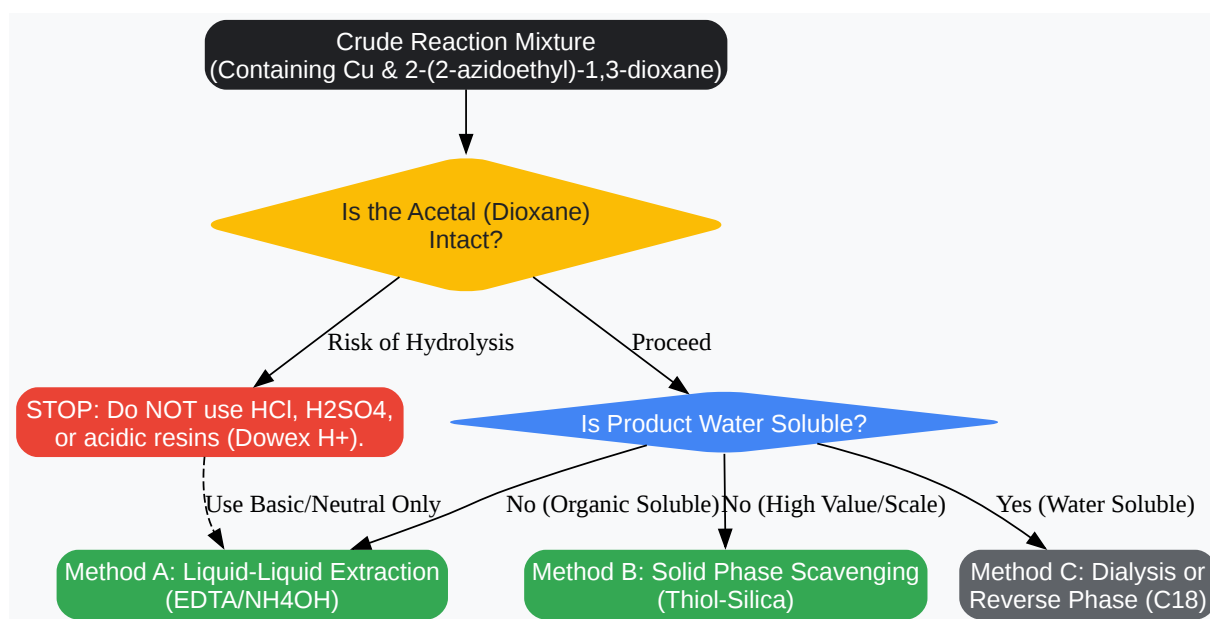 Crude Reaction Mixture
(Containing Cu & 2-(2-azidoethyl)-1,3-dioxane)
Is the Acetal (Dioxane)
Intact?
Risk of Hydrolysis
Proceed
STOP: Do NOT use HCl, H2SO4,
or acidic resins (Dowex H+).
Is Product Water Soluble?
Use Basic/Neutral Only
No (Organic Soluble)
No (High Value/Scale)
Yes (Water Soluble)
Method A: Liquid-Liquid Extraction
(EDTA/NH4OH)
Method B: Solid Phase Scavenging
(Thiol-Silica)
Method C: Dialysis or
Reverse Phase (C18)